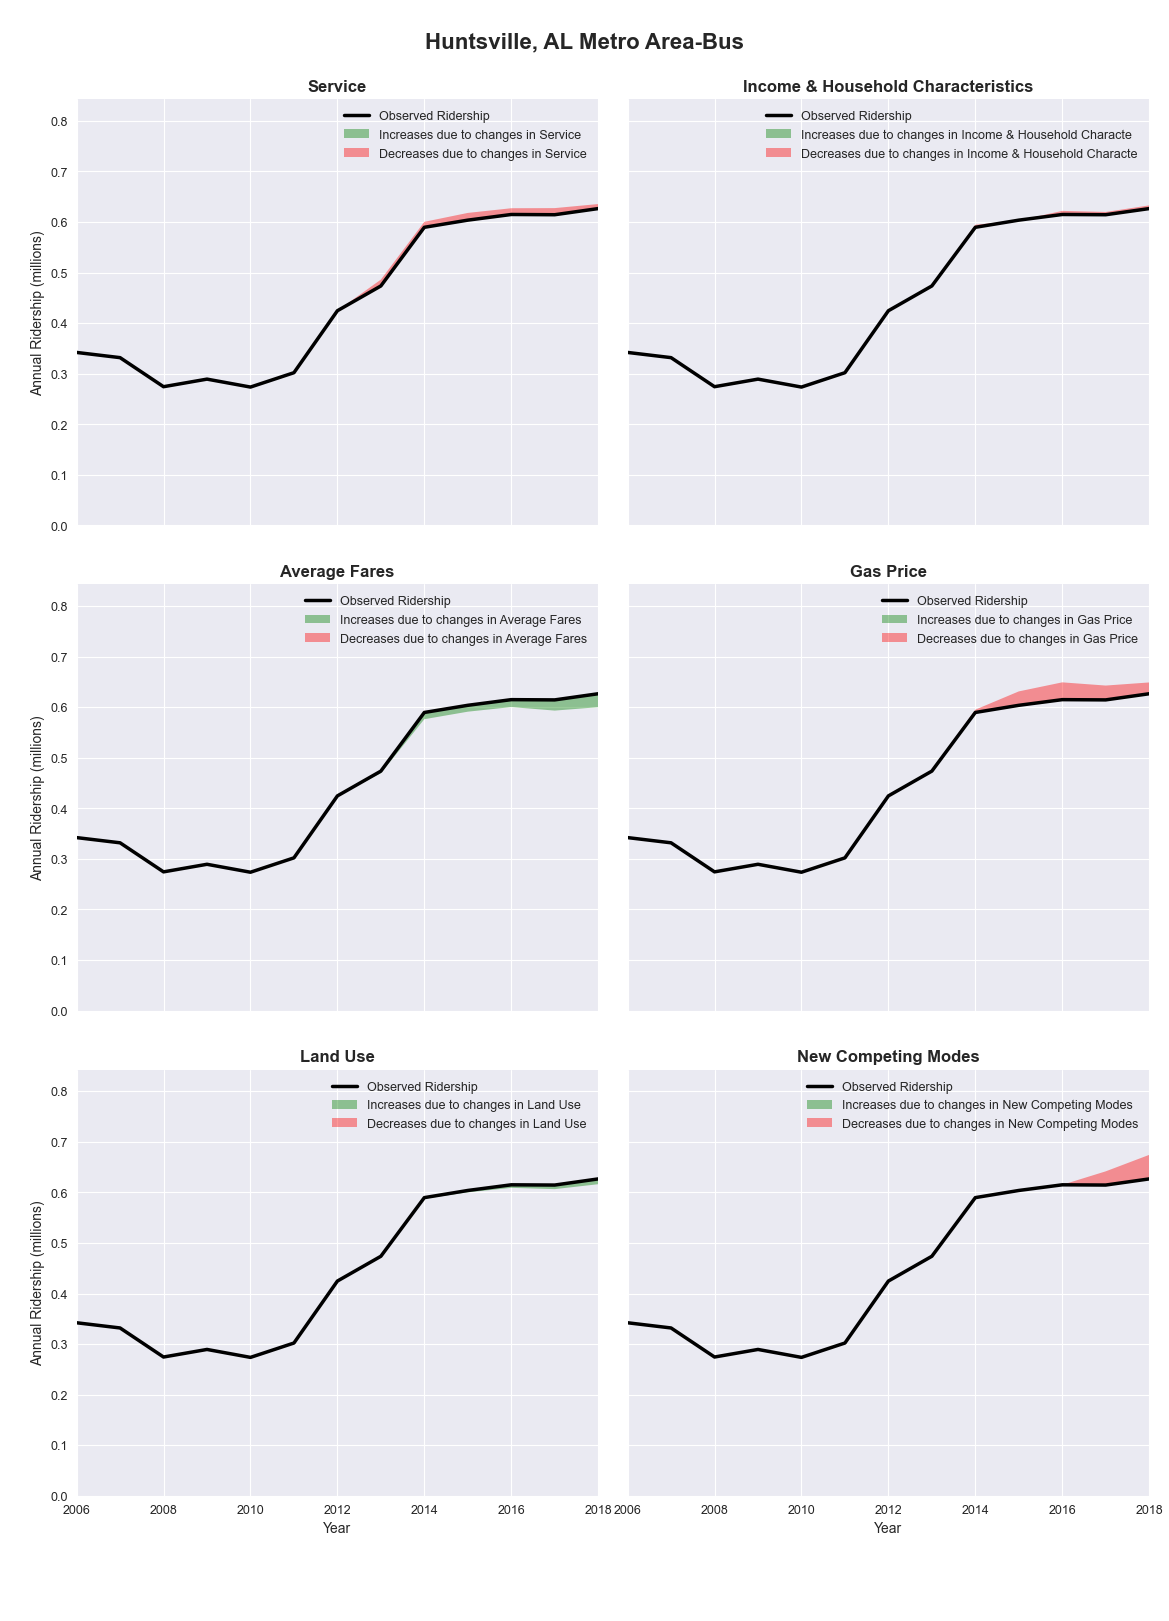 Huntsville, AL Metro Area-Bus
Service
Observed Ridership
Increases due to changes in Service
Decreases due to changes in Service
0.8
0.7
0.6
0.5
0.4
0.3
0.2
0.1
0.0
Annual Ridership (millions)
Income & Household Characteristics
Observed Ridership
Increases due to changes in Income & Household Characte
Decreases due to changes in Income & Household Characte
Average Fares
Observed Ridership
Increases due to changes in Average Fares
Decreases due to changes in Average Fares
0.8
0.7
0.6
0.5
0.4
0.3
0.2
0.1
0.0
Annual Ridership (millions)
Gas Price
Observed Ridership
Increases due to changes in Gas Price
Decreases due to changes in Gas Price
Land Use
Observed Ridership
Increases due to changes in Land Use
Decreases due to changes in Land Use
0.8
0.7
0.6
0.5
0.4
0.3
0.2
0.1
0.0
Annual Ridership (millions)
2006 2008 2010 2012 2014 2016 2018
Year
New Competing Modes
Observed Ridership
Increases due to changes in New Competing Modes
Decreases due to changes in New Competing Modes
2006 2008 2010 2012 2014 2016 2018
Year